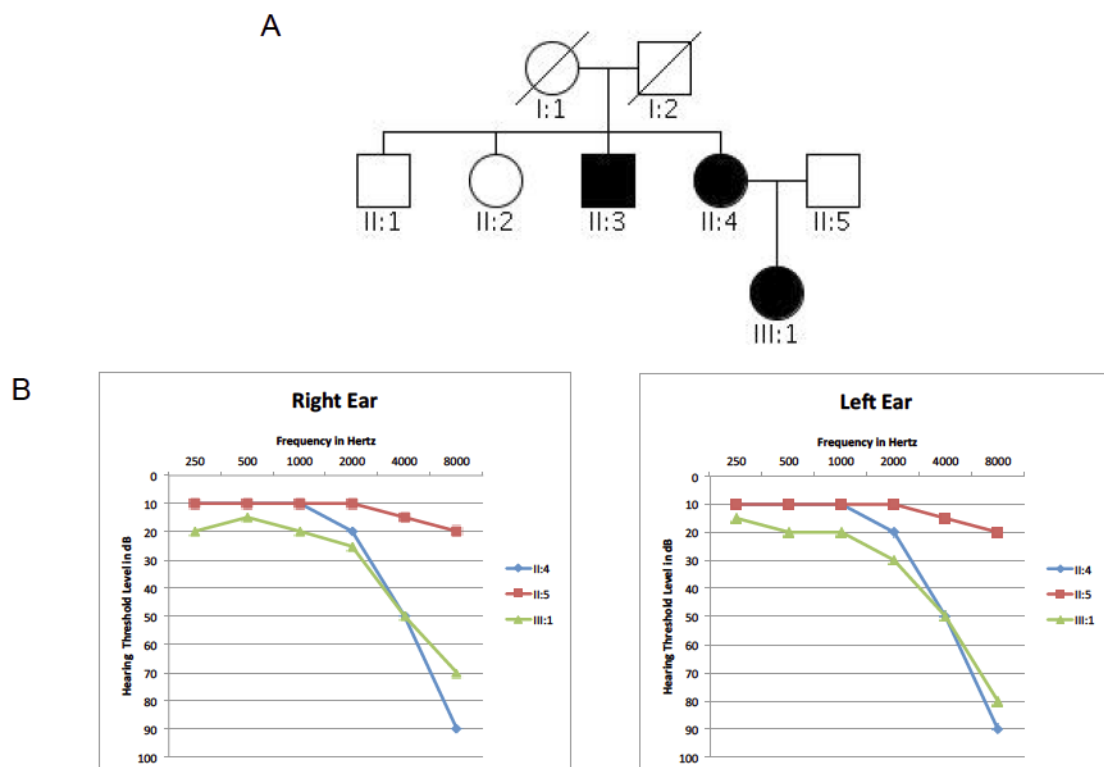 A
I:1 I:2
II:1 II:2 II:3 II:4 II:5
III:1
B
Right Ear
Frequency in Hertz
250 500 1000 2000 4000 8000
0
10
20
30
40
50
60
70
80
90
100
Hearing Threshold Level in dB
II:4
II:5
III:1
Left Ear
Frequency in Hertz
250 500 1000 2000 4000 8000
0
10
20
30
40
50
60
70
80
90
100
Hearing Threshold Level in dB
II:4
II:5
III:1